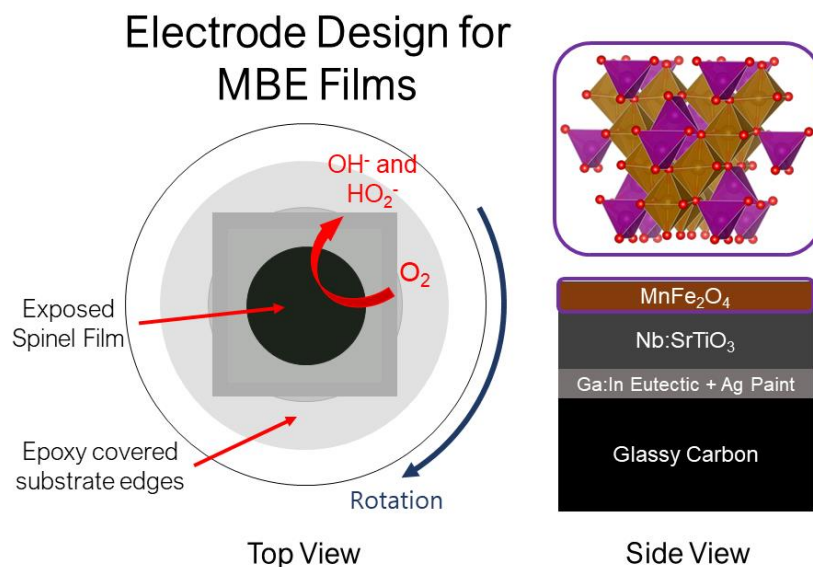 Electrode Design for
MBE Films
OH⁻ and
HO₂⁻
O₂
Exposed
Spinel Film
Epoxy covered
substrate edges
Rotation
Top View
MnFe₂O₄
Nb:SrTiO₃
Ga:In Eutectic + Ag Paint
Glassy Carbon
Side View